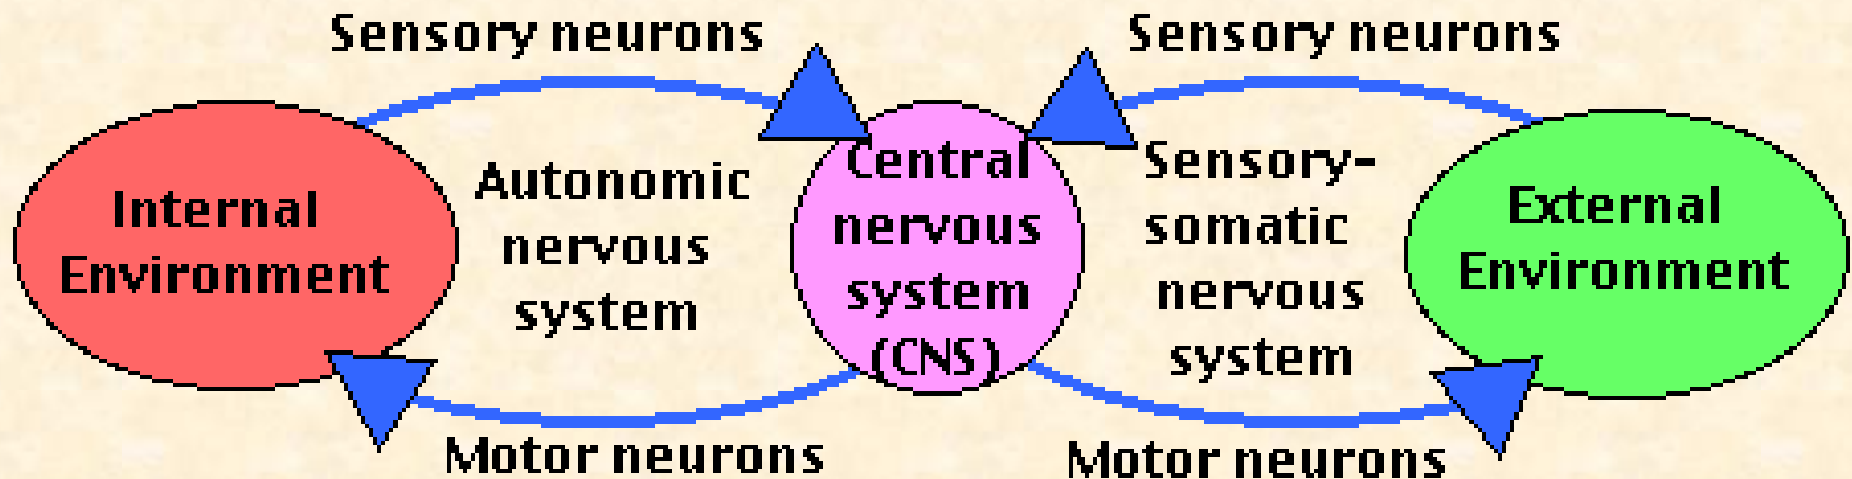 Sensory neurons
Sensory neurons
Internal
Environment
Autonomic
nervous
system
Central
nervous
system
(CNS)
Sensory-
somatic
nervous
system
External
Environment
Motor neurons
Motor neurons